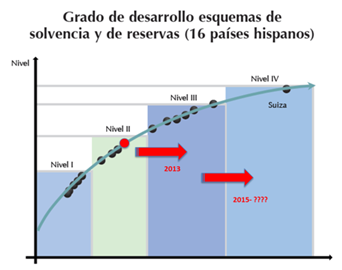 Grado de desarrollo esquemas de
solvencia y de reservas (16 países hispanos)
Nivel
Nivel IV
Nivel III
Suiza
Nivel II
2013
Nivel I
2015- ????